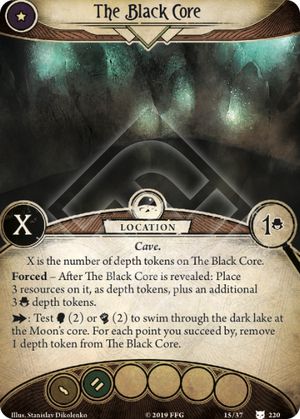 The Black Core
X
LOCATION
1
Cave.
X is the number of depth tokens on The Black Core.
Forced – After The Black Core is revealed: Place
3 resources on it, as depth tokens, plus an additional
3 depth tokens.
: Test (2) or (2) to swim through the dark lake
at the Moon's core. For each point you succeed by, remove
1 depth token from The Black Core.
Illus. Stanislav Dikolenko
© 2019 FFG
15/37
220